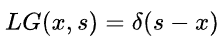 LG(x, s) = δ(s − x)